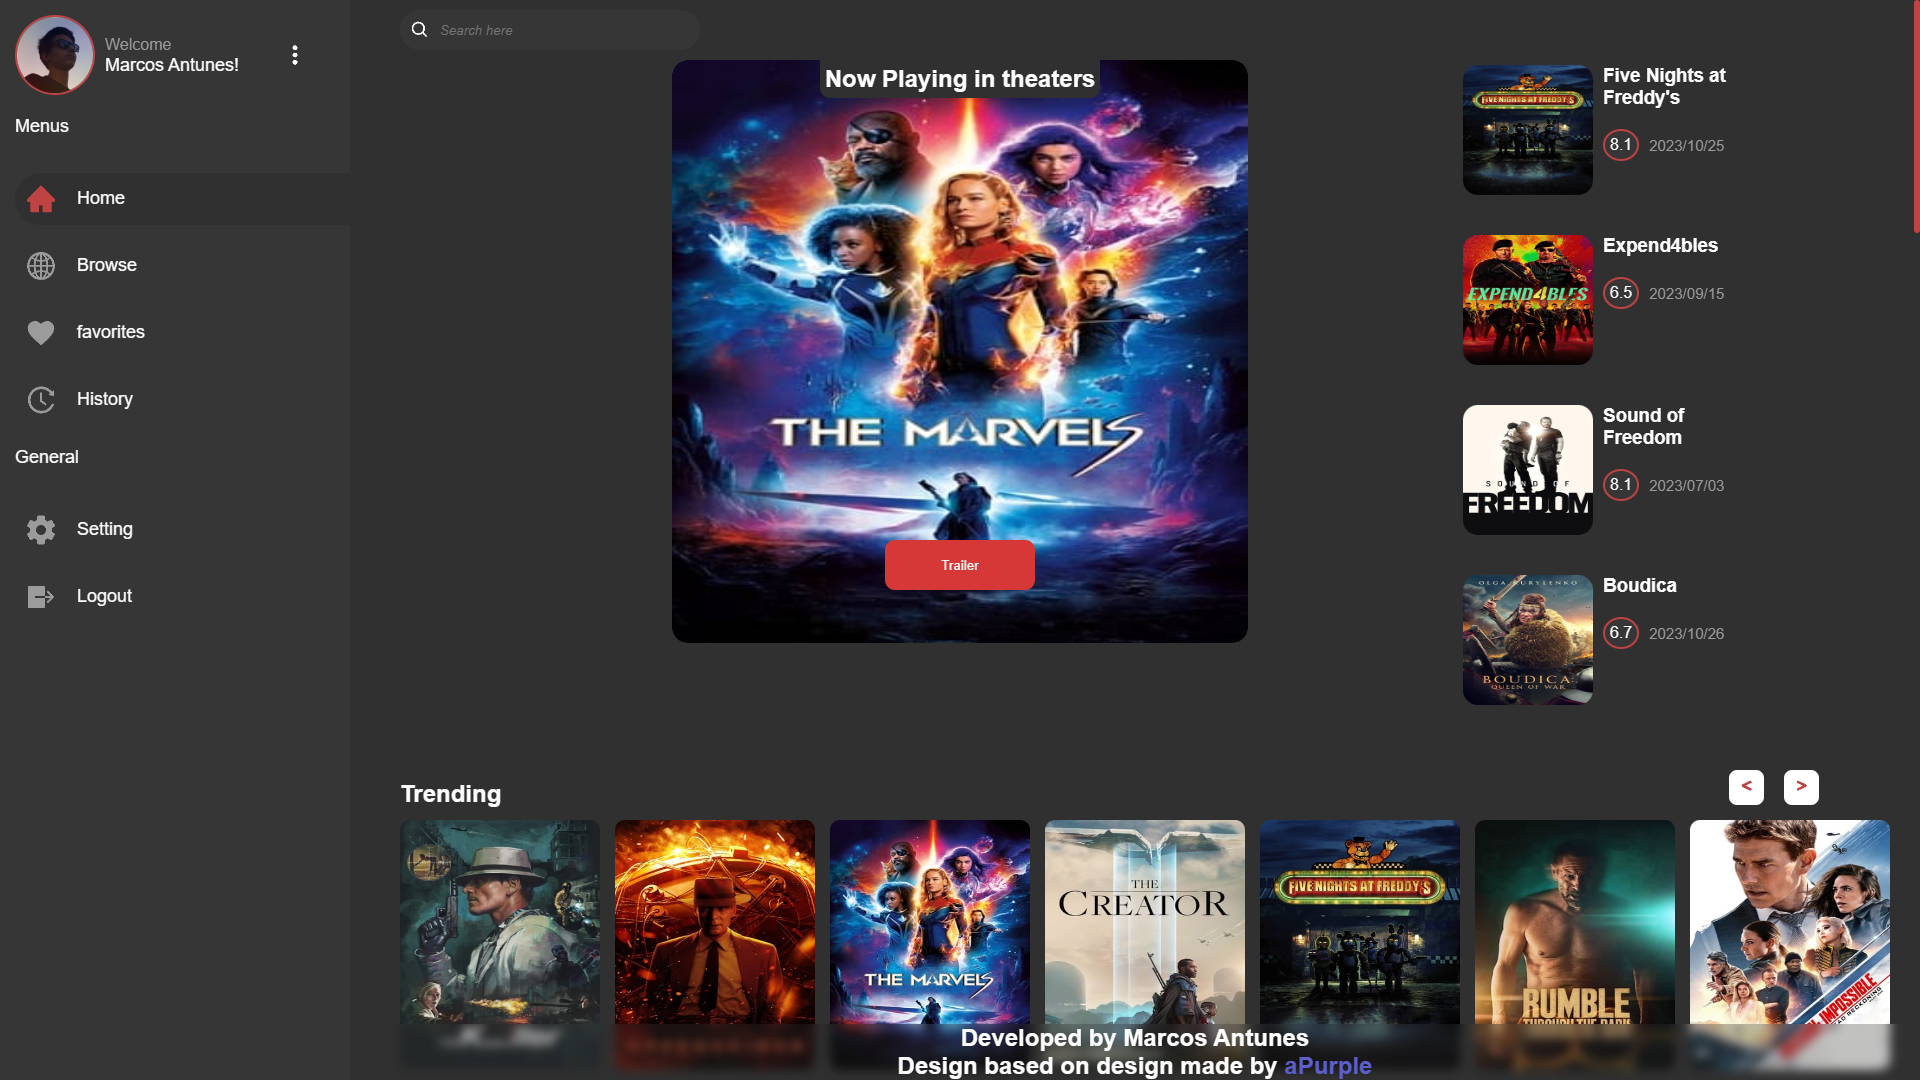 Welcome
Marcos Antunes!
Menus
Home
Browse
favorites
History
General
Setting
Logout
Search here
Now Playing in theaters
THE MARVELS
Trailer
FIVE NIGHTS AT FREDDY'S
Five Nights at
Freddy's
8.1 2023/10/25
EXPEND4BLES
Expend4bles
6.5 2023/09/15
SOUND OF
FREEDOM
Sound of
Freedom
8.1 2023/07/03
OLGA KURYLENKO
BOUDICA
QUEEN OF WAR
Boudica
6.7 2023/10/26
Trending
< >
THE MARVELS
THE
CREATOR
FIVE NIGHTS AT FREDDY'S
RUMBLE
THROUGH THE DARK
Developed by Marcos Antunes
Design based on design made by aPurple